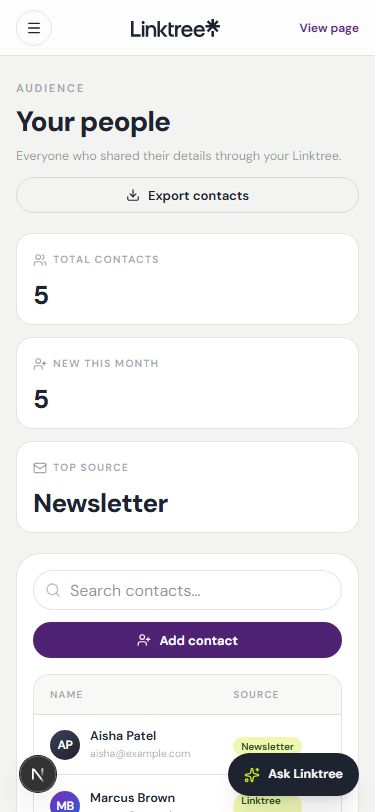 Linktree
View page
AUDIENCE
Your people
Everyone who shared their details through your Linktree.
Export contacts
TOTAL CONTACTS
5
NEW THIS MONTH
5
TOP SOURCE
Newsletter
Search contacts...
Add contact
NAME
SOURCE
AP
Aisha Patel
aisha@example.com
Newsletter
N
Ask Linktree
MB
Marcus Brown
Linktree